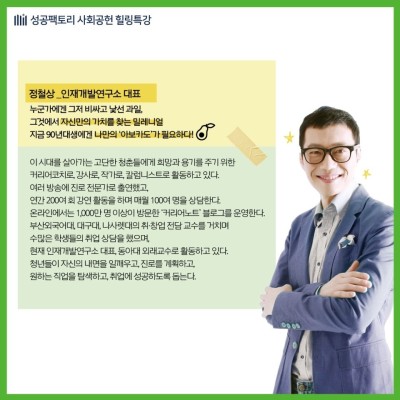 성공팩토리 사회공헌 힐링특강
정철상 _인재개발연구소 대표
누군가에겐 그저 비싸고 낯선 과일,
그것에서 자신만의 가치를 찾는 밀레니얼
지금 90년대생에겐 나만의 '아보카도'가 필요하다!
이 시대를 살아가는 고단한 청춘들에게 희망과 용기를 주기 위한
커리어코치로, 강사로, 작가로, 칼럼니스트로 활동하고 있다.
여러 방송에 진로 전문가로 출연했고,
연간 200여 회 강연 활동을 하며 매월 100여 명을 상담한다.
온라인에서는 1,000만 명 이상이 방문한 '커리어노트' 블로그를 운영한다.
부산외국어대, 대구대, 나사렛대의 취·창업 전담 교수를 거치며
수많은 학생들의 취업 상담을 했으며,
현재 인재개발연구소 대표, 동아대 외래교수로 활동하고 있다.
청년들이 자신의 내면을 일깨우고, 진로를 계획하고,
원하는 직업을 탐색하고, 취업에 성공하도록 돕는다.